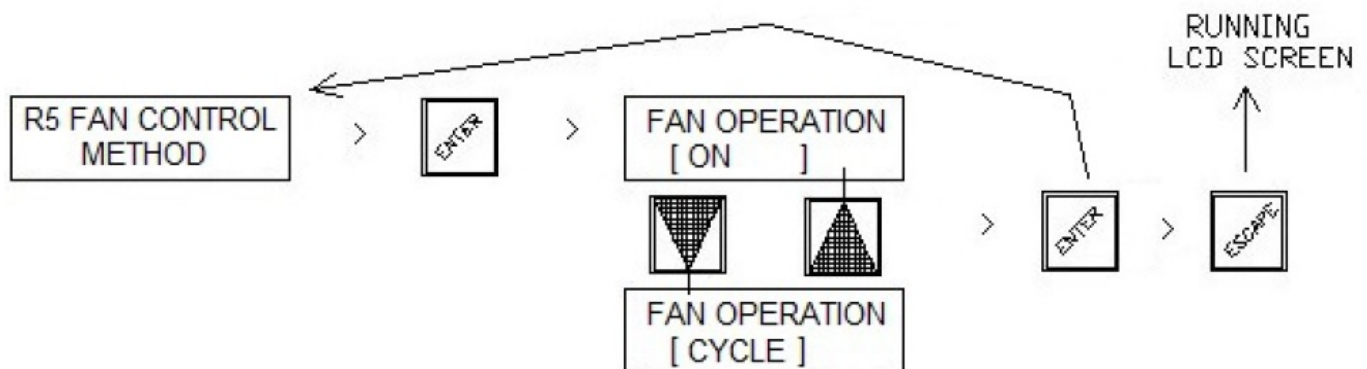 RUNNING
LCD SCREEN
R5 FAN CONTROL
METHOD
>
ENTER
>
FAN OPERATION
[ ON ]
>
ENTER
>
ESCAPE
FAN OPERATION
[ CYCLE ]